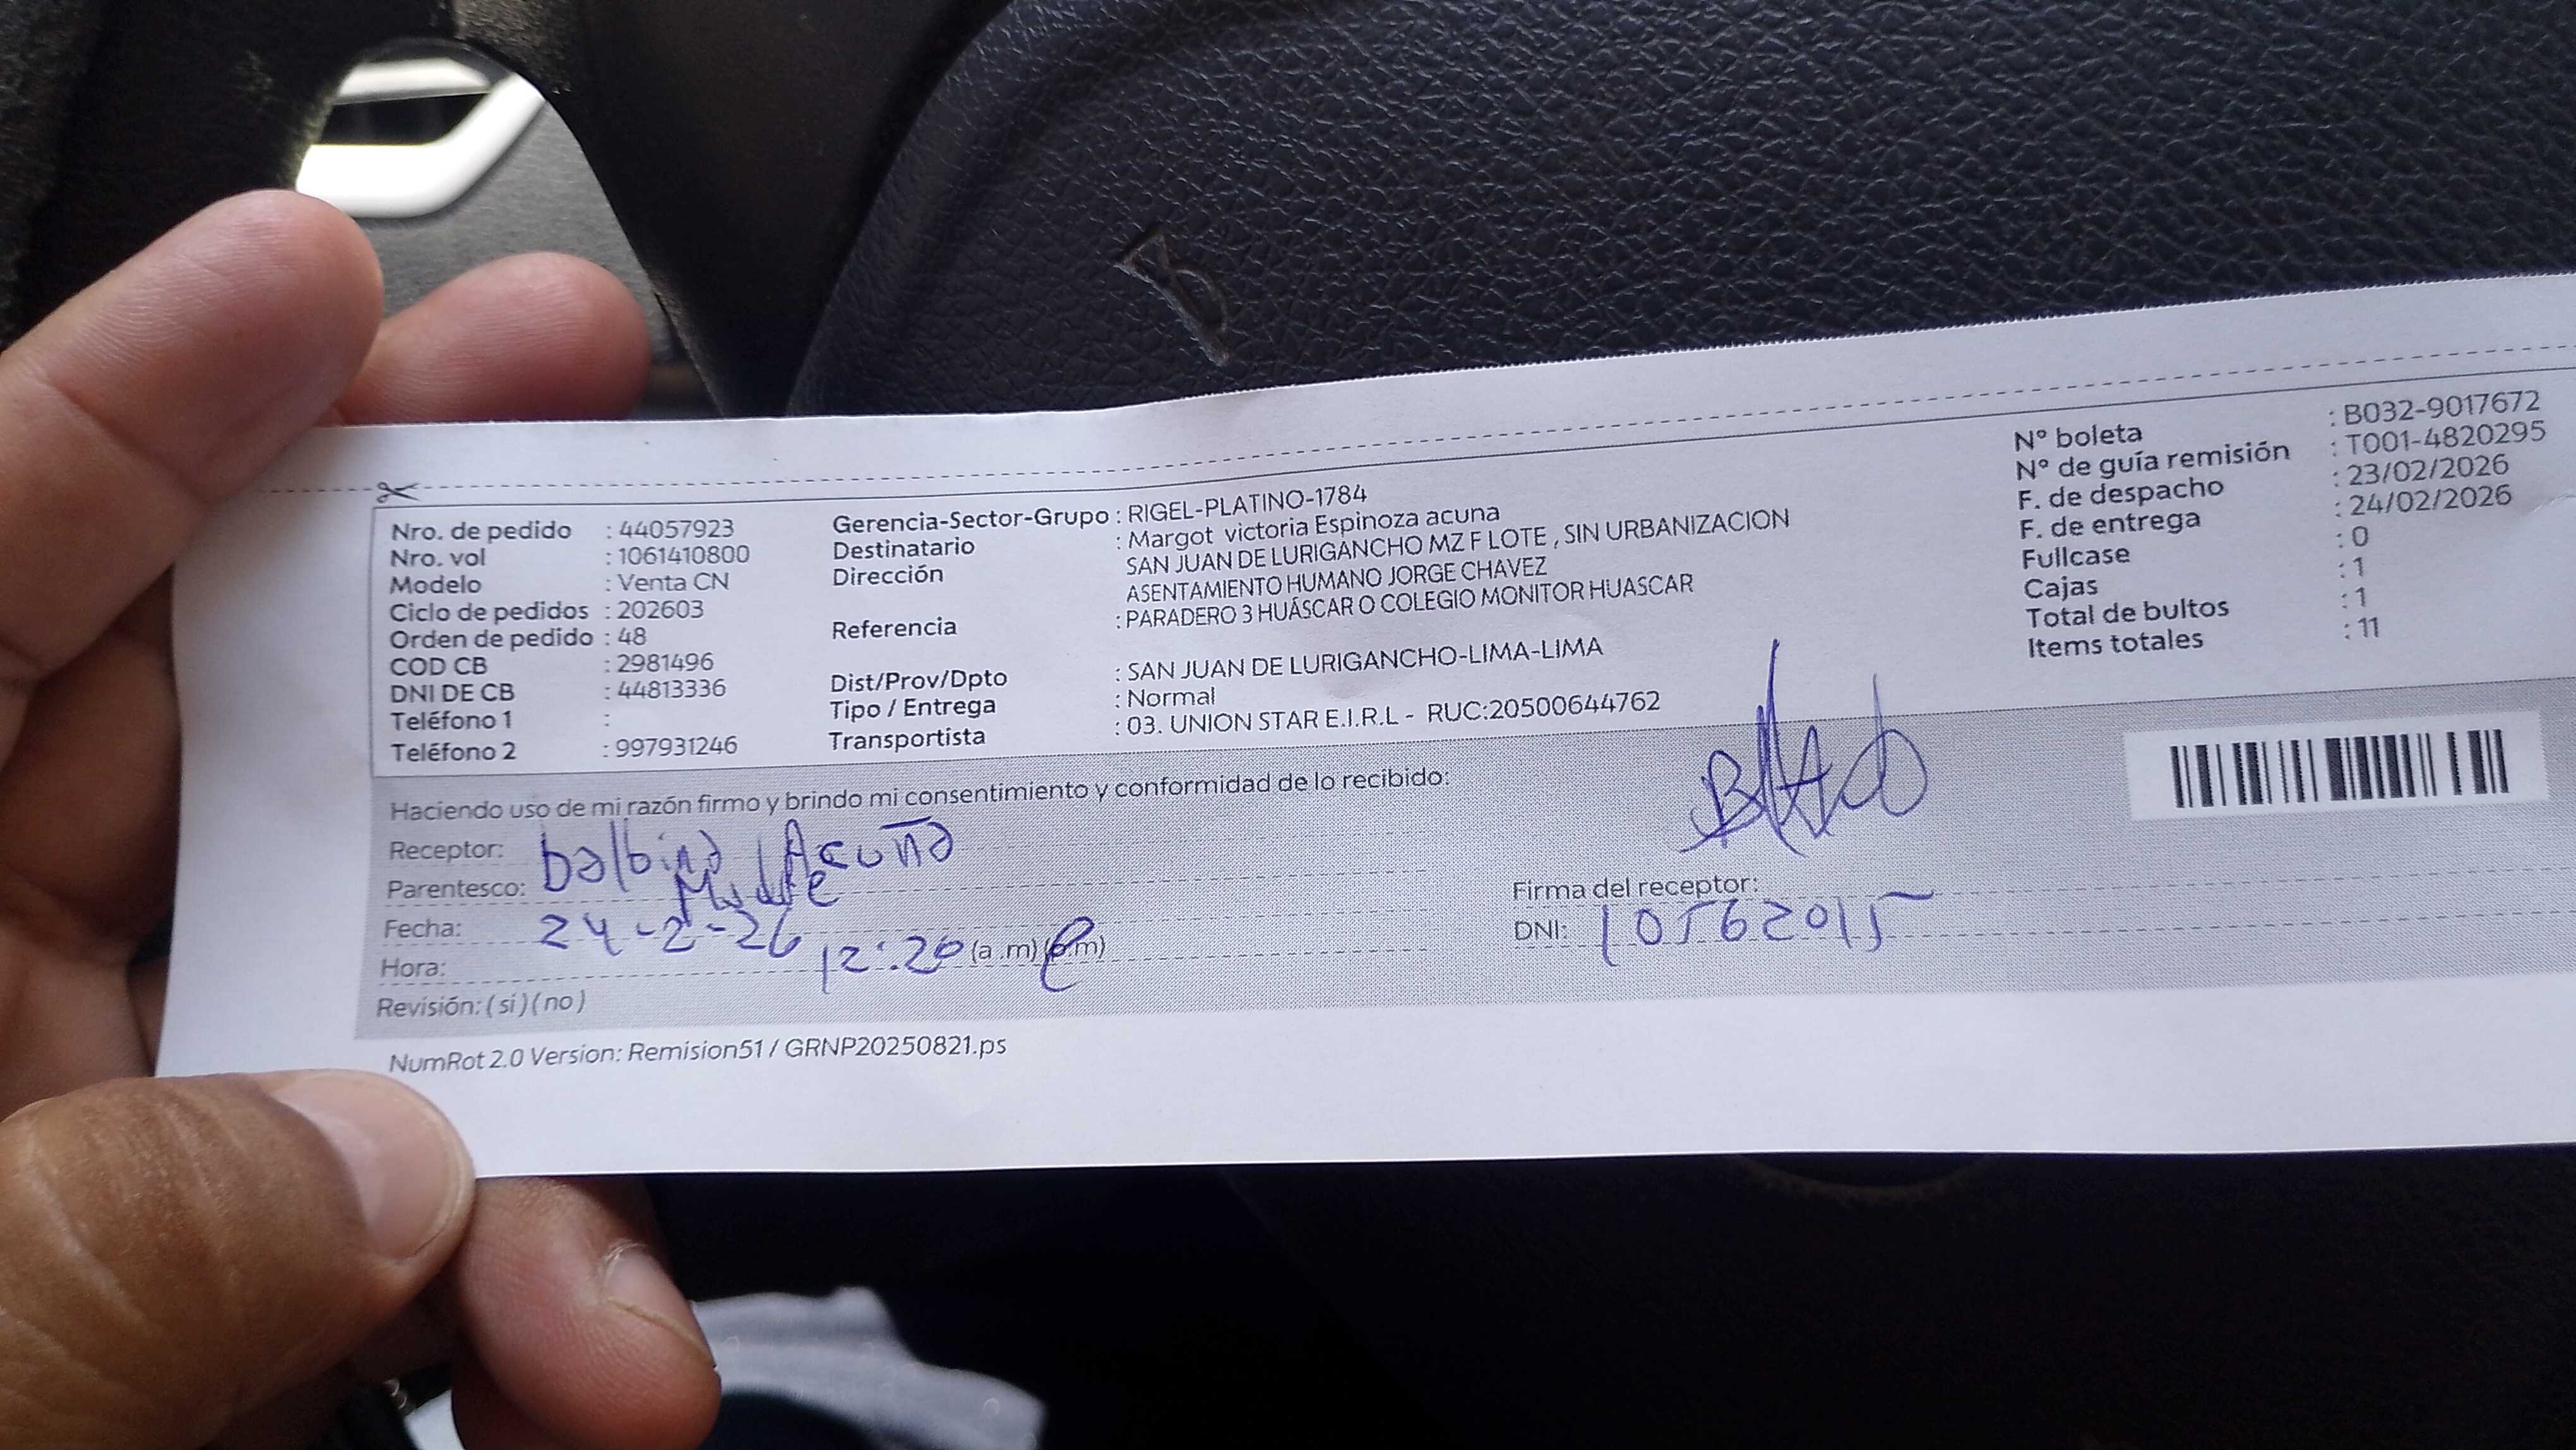 Nro. de pedido : 44057923
Nro. vol : 1061410800
Modelo : Venta CN
Ciclo de pedidos : 202603
Orden de pedido : 48
COD CB : 2981496
DNI DE CB : 44813336
Teléfono 1 :
Teléfono 2 : 997931246
Gerencia-Sector-Grupo : RIGEL-PLATINO-1784
Destinatario : Margot victoria Espinoza acuna
Dirección SAN JUAN DE LURIGANCHO MZ F LOTE , SIN URBANIZACION
ASENTAMIENTO HUMANO JORGE CHAVEZ
Referencia : PARADERO 3 HUÁSCAR O COLEGIO MONITOR HUASCAR
Dist/Prov/Dpto : SAN JUAN DE LURIGANCHO-LIMA-LIMA
Tipo / Entrega : Normal
Transportista : 03. UNION STAR E.I.R.L - RUC:20500644762
N° boleta : B032-9017672
N° de guía remisión : T001-4820295
F. de despacho : 23/02/2026
F. de entrega : 24/02/2026
Fullcase : 0
Cajas : 1
Total de bultos : 1
Items totales : 11
Haciendo uso de mi razón firmo y brindo mi consentimiento y conformidad de lo recibido:
Receptor: balbina Acuña
Parentesco: Madre
Fecha: 24-2-26
Hora: 12:20 (a .m) (p.m)
Revisión: ( si ) ( no )
Firma del receptor:
DNI: 10562015
NumRot 2.0 Version: Remision51 / GRNP20250821.ps